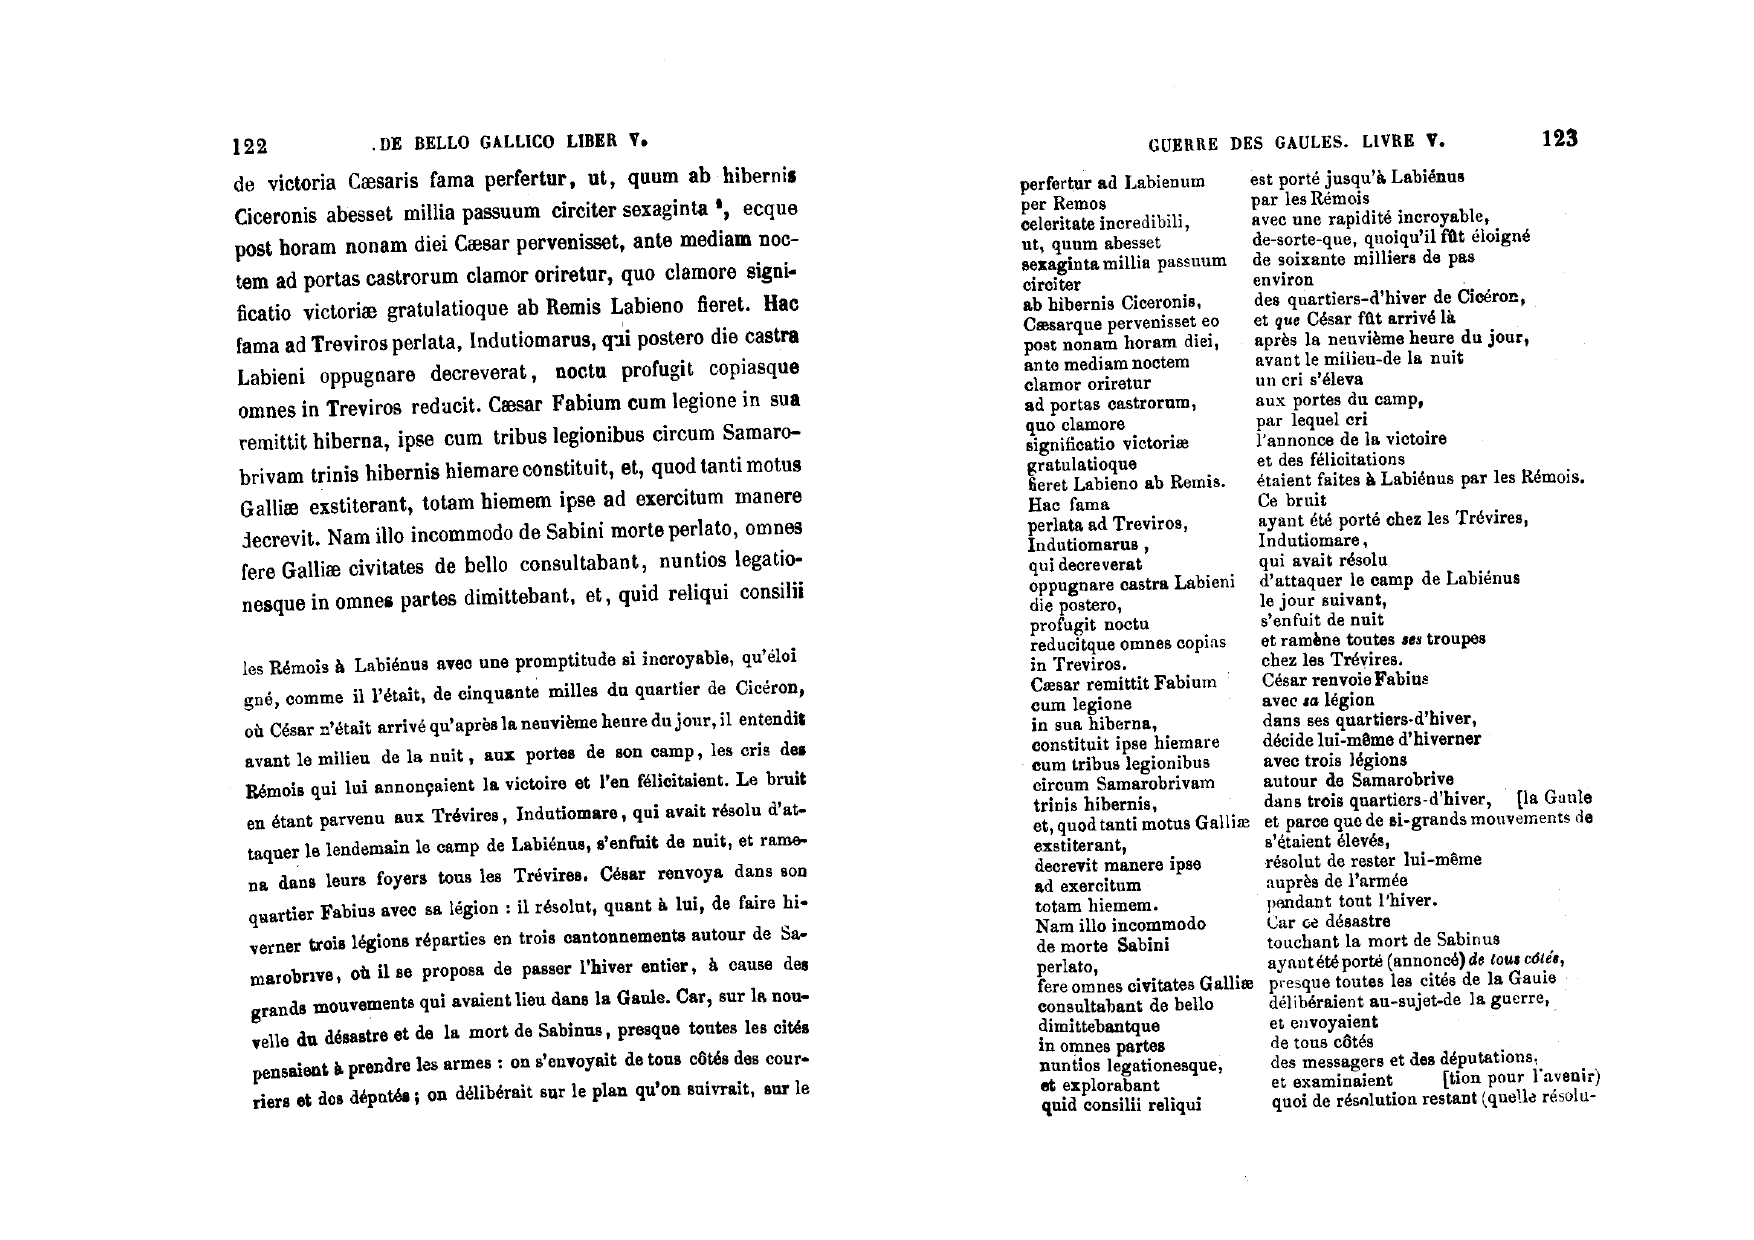 122 DE BELLO GALLICO LIBER V.
de victoria Cæsaris fama perfertur, ut, quum ab hibernis
Ciceronis abesset millia passuum circiter sexaginta, ecque
post horam nonam diei Cæsar pervenisset, ante mediam noc-
tem ad portas castrorum clamor oriretur, quo clamore signi-
ficatio victoriæ gratulatioque ab Remis Labieno fieret. Hac
fama ad Treviros perlata, Indutiomarus, qui postero die castra
Labieni oppugnare decreverat, noctu profugit copiasque
omnes in Treviros reducit. Cæsar Fabium cum legione in sua
remittit hiberna, ipse cum tribus legionibus circum Samaro-
brivam trinis hibernis hiemare constituit, et, quod tanti motus
Galliæ exstiterant, totam hiemem ipse ad exercitum manere
decrevit. Nam illo incommodo de Sabini morte perlato, omnes
fere Galliæ civitates de bello consultabant, nuntios legatio-
nesque in omnes partes dimittebant, et, quid reliqui consilii
les Rémois à Labiénus avec une promptitude si incroyable, qu'éloi
gné, comme il l'était, de cinquante milles du quartier de Cicéron,
où César n'était arrivé qu'après la neuvième heure du jour, il entendit
avant le milieu de la nuit, aux portes de son camp, les cris des
Rémois qui lui annonçaient la victoire et l'en félicitaient. Le bruit
en étant parvenu aux Trévires, Indutiomare, qui avait résolu d'at-
taquer le lendemain le camp de Labiénus, s'enfuit de nuit, et rame-
na dans leurs foyers tous les Trévires. César renvoya dans son
quartier Fabius avec sa légion : il résolut, quant à lui, de faire hi-
verner trois légions réparties en trois cantonnements autour de Sa-
marobrive, où il se proposa de passer l'hiver entier, à cause des
grands mouvements qui avaient lieu dans la Gaule. Car, sur la nou-
velle du désastre et de la mort de Sabinus, presque toutes les cités
pensaient à prendre les armes : on s'envoyait de tous côtés des cour-
riers et des députés ; on délibérait sur le plan qu'on suivrait, sur le
GUERRE DES GAULES. LIVRE V. 123
perfertur ad Labienum
per Remos
celeritate incredibili,
ut, quum abesset
sexaginta millia passuum
circiter
ab hibernis Ciceronis,
Cæsarque pervenisset eo
post nonam horam diei,
ante mediam noctem
clamor oriretur
ad portas castrorum,
quo clamore
significatio victoriæ
gratulatioque
fieret Labieno ab Remis.
Hac fama
perlata ad Treviros,
Indutiomarus,
qui decreverat
oppugnare castra Labieni
die postero,
profugit noctu
reducitque omnes copias
in Treviros.
Cæsar remittit Fabium
cum legione
in sua hiberna,
constituit ipse hiemare
cum tribus legionibus
circum Samarobrivam
trinis hibernis,
et, quod tanti motus Galliæ
exstiterant,
decrevit manere ipse
ad exercitum
totam hiemem.
Nam illo incommodo
de morte Sabini
perlato,
fere omnes civitates Galliæ
consultabant de bello
dimittebantque
in omnes partes
nuntios legationesque,
et explorabant
quid consilii reliqui
est porté jusqu'à Labiénus
par les Rémois
avec une rapidité incroyable,
de-sorte-que, quoiqu'il fût éloigné
de soixante milliers de pas
environ
des quartiers-d'hiver de Cicéron,
et que César fût arrivé là
après la neuvième heure du jour,
avant le milieu-de la nuit
un cri s'éleva
aux portes du camp,
par lequel cri
l'annonce de la victoire
et des félicitations
étaient faites à Labiénus par les Rémois.
Ce bruit
ayant été porté chez les Trévires,
Indutiomare,
qui avait résolu
d'attaquer le camp de Labiénus
le jour suivant,
s'enfuit de nuit
et ramène toutes ses troupes
chez les Trévires.
César renvoie Fabius
avec sa légion
dans ses quartiers-d'hiver,
décide lui-même d'hiverner
avec trois légions
autour de Samarobrive
dans trois quartiers-d'hiver, [la Gaule
et parce que de si-grands mouvements de
s'étaient élevés,
résolut de rester lui-même
auprès de l'armée
pendant tout l'hiver.
Car ce désastre
touchant la mort de Sabinus
ayant été porté (annoncé) de tous côtés,
presque toutes les cités de la Gaule
délibéraient au-sujet-de la guerre,
et envoyaient
de tous côtés
des messagers et des députations,
et examinaient [tion pour l'avenir)
quoi de résolution restant (quelle résolu-